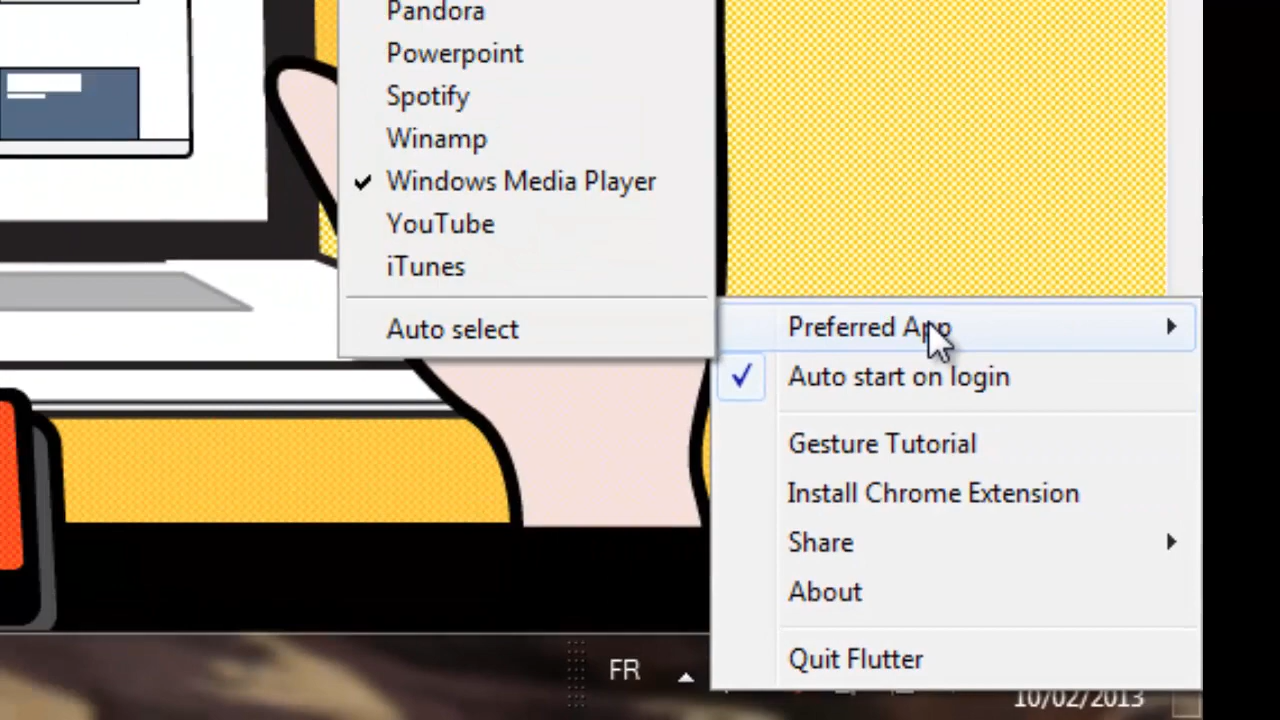 Pandora
Powerpoint
Spotify
Winamp
Windows Media Player
YouTube
iTunes
Auto select
Preferred App
Auto start on login
Gesture Tutorial
Install Chrome Extension
Share
About
Quit Flutter
FR
10/02/2013